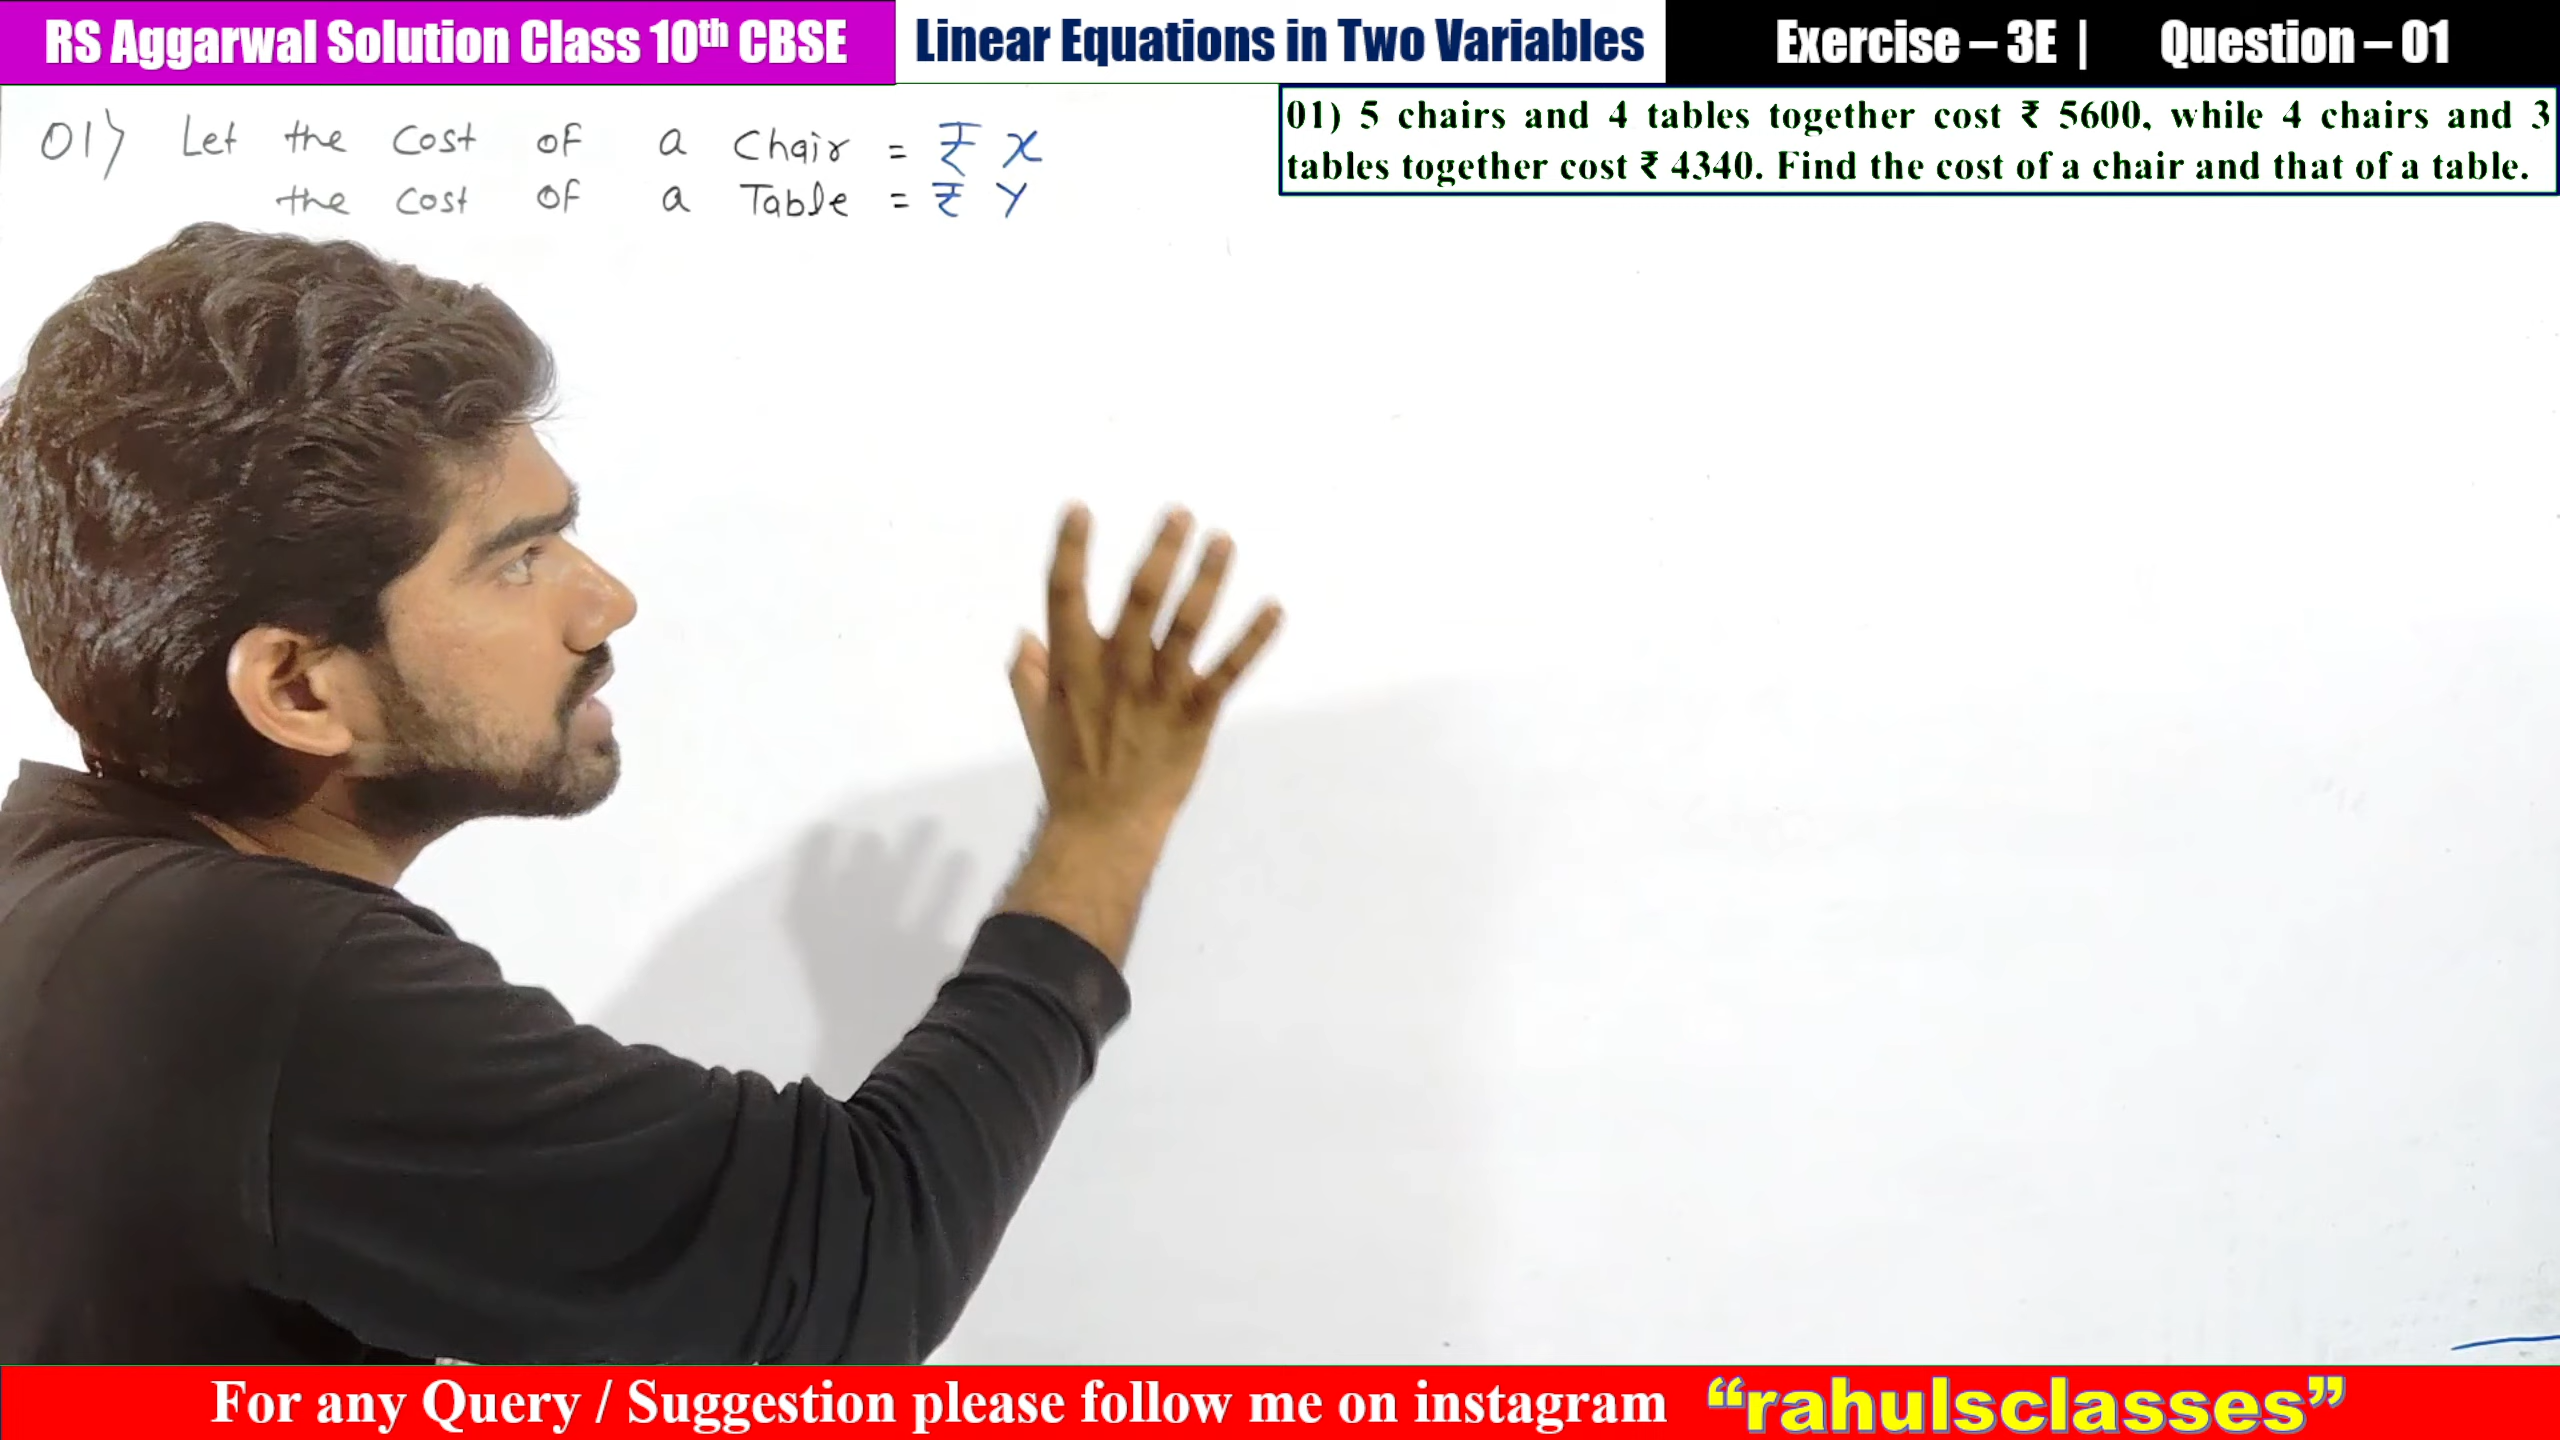 RS Aggarwal Solution Class 10th CBSE
Linear Equations in Two Variables
Exercise – 3E | Question – 01
01) Let the cost of a Chair = ₹ x
the cost of a Table = ₹ y
01) 5 chairs and 4 tables together cost ₹ 5600, while 4 chairs and 3
tables together cost ₹ 4340. Find the cost of a chair and that of a table.
For any Query / Suggestion please follow me on instagram “rahulsclasses”